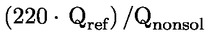 (220 · Q_ref) / Q_nonsol